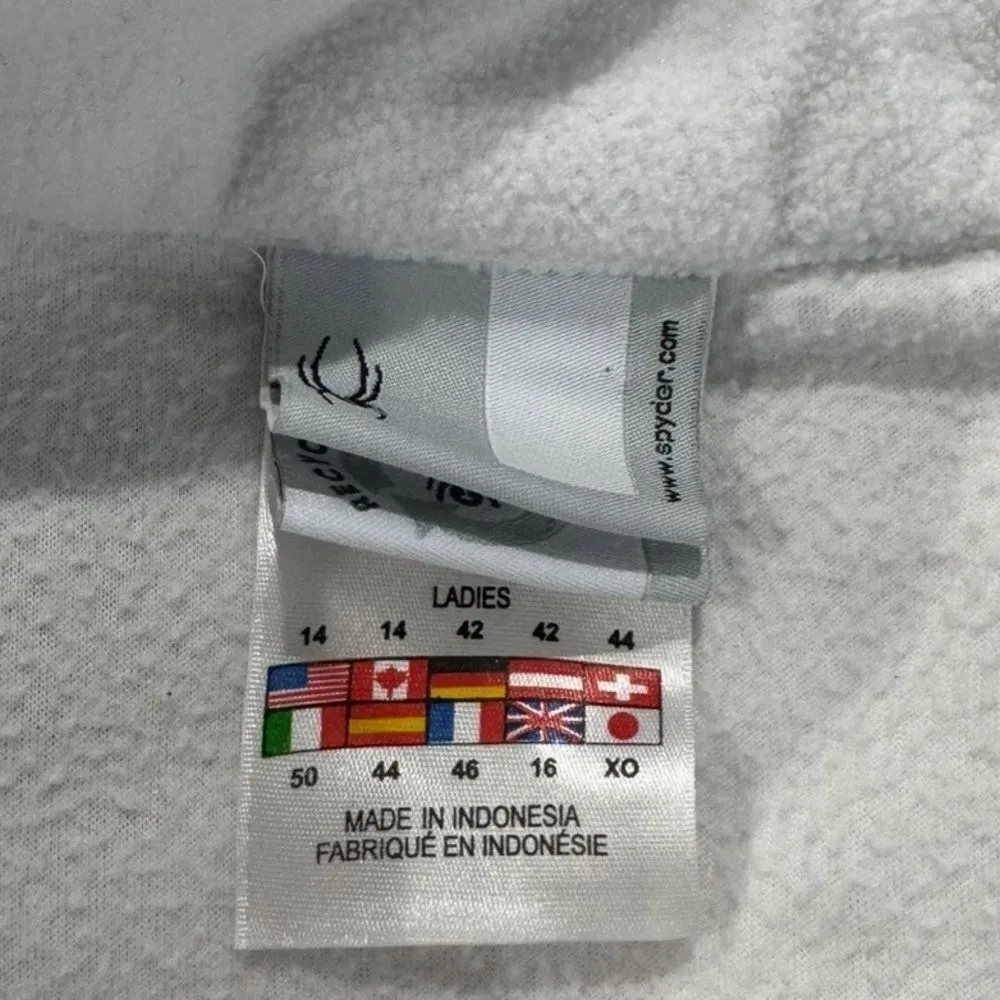 www.spyder.com
LADIES
14 14 42 42 44
50 44 46 16 XO
MADE IN INDONESIA
FABRIQUÉ EN INDONÉSIE